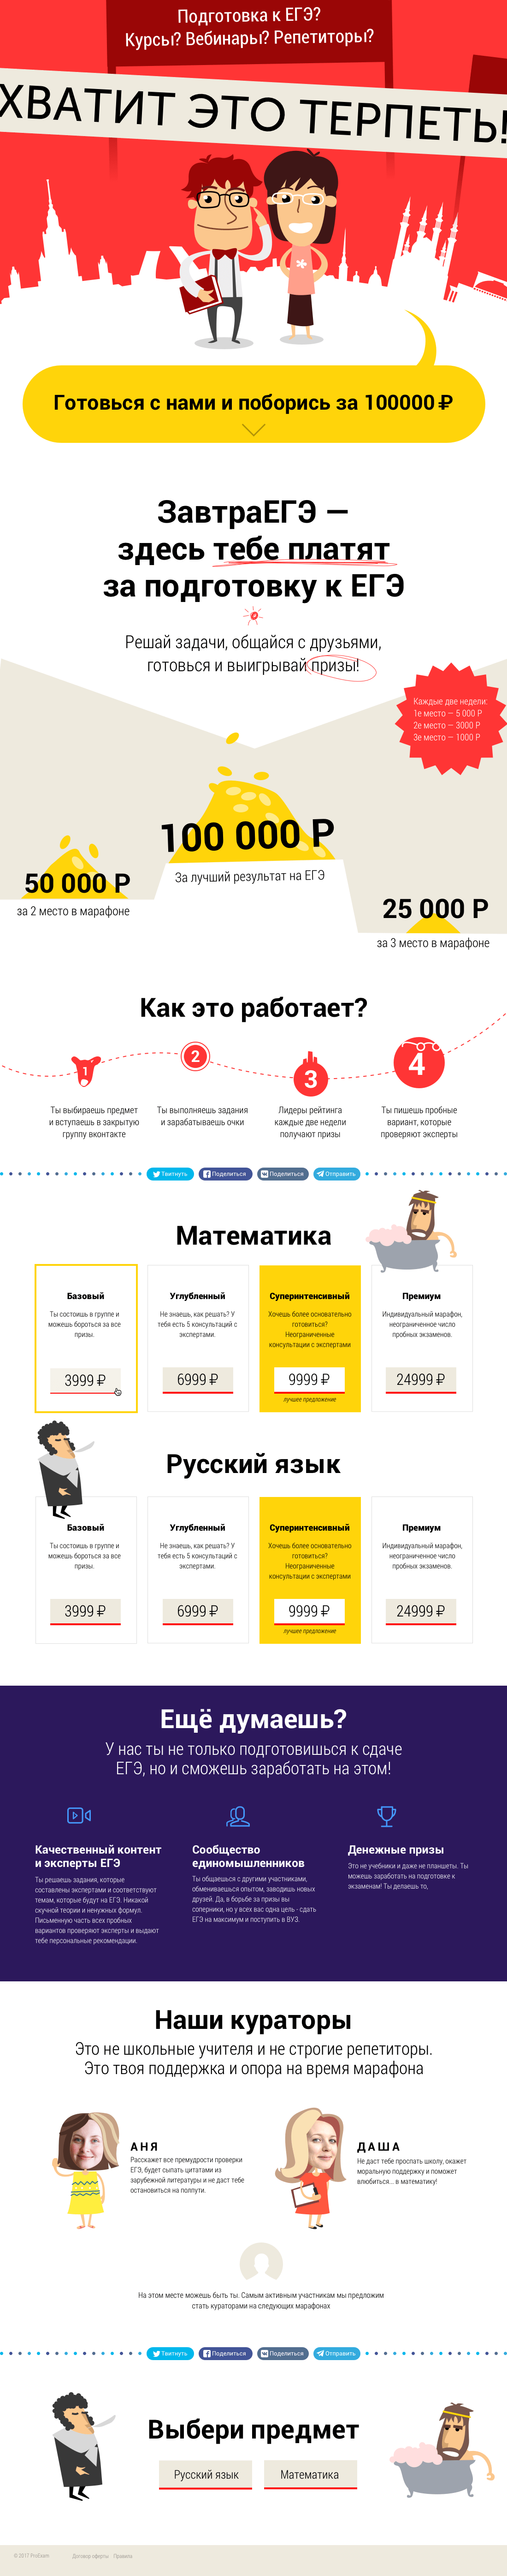 Подготовка к ЕГЭ?
Курсы? Вебинары? Репетиторы?
ХВАТИТ ЭТО ТЕРПЕТЬ!
Готовься с нами и поборись за 100000 ₽
ЗавтраЕГЭ —
здесь тебе платят
за подготовку к ЕГЭ
Решай задачи, общайся с друзьями,
готовься и выигрывай призы!
Каждые две недели:
1е место — 5 000 Р
2е место — 3000 Р
3е место — 1000 Р
100 000 Р
За лучший результат на ЕГЭ
50 000 Р
за 2 место в марафоне
25 000 Р
за 3 место в марафоне
Как это работает?
1
2
3
4
Ты выбираешь предмет
и вступаешь в закрытую
группу вконтакте
Ты выполняешь задания
и зарабатываешь очки
Лидеры рейтинга
каждые две недели
получают призы
Ты пишешь пробные
вариант, которые
проверяют эксперты
Твитнуть
Поделиться
Поделиться
Отправить
Математика
Базовый
Ты состоишь в группе и
можешь бороться за все
призы.
3999 ₽
Углубленный
Не знаешь, как решать? У
тебя есть 5 консультаций с
экспертами.
6999 ₽
Суперинтенсивный
Хочешь более основательно
готовиться?
Неограниченные
консультации с экспертами
9999 ₽
лучшее предложение
Премиум
Индивидуальный марафон,
неограниченное число
пробных экзаменов.
24999 ₽
Русский язык
Базовый
Ты состоишь в группе и
можешь бороться за все
призы.
3999 ₽
Углубленный
Не знаешь, как решать? У
тебя есть 5 консультаций с
экспертами.
6999 ₽
Суперинтенсивный
Хочешь более основательно
готовиться?
Неограниченные
консультации с экспертами
9999 ₽
лучшее предложение
Премиум
Индивидуальный марафон,
неограниченное число
пробных экзаменов.
24999 ₽
Ещё думаешь?
У нас ты не только подготовишься к сдаче
ЕГЭ, но и сможешь заработать на этом!
Качественный контент
и эксперты ЕГЭ
Ты решаешь задания, которые
составлены экспертами и соответствуют
темам, которые будут на ЕГЭ. Никакой
скучной теории и ненужных формул.
Письменную часть всех пробных
вариантов проверяют эксперты и выдают
тебе персональные рекомендации.
Сообщество
единомышленников
Ты общаешься с другими участниками,
обмениваешься опытом, заводишь новых
друзей. Да, в борьбе за призы вы
соперники, но у всех вас одна цель - сдать
ЕГЭ на максимум и поступить в ВУЗ.
Денежные призы
Это не учебники и даже не планшеты. Ты
можешь заработать на подготовке к
экзаменам! Ты делаешь то,
Наши кураторы
Это не школьные учителя и не строгие репетиторы.
Это твоя поддержка и опора на время марафона
АНЯ
Расскажет все премудрости проверки
ЕГЭ, будет сыпать цитатами из
зарубежной литературы и не даст тебе
остановиться на полпути.
ДАША
Не даст тебе проспать школу, окажет
моральную поддержку и поможет
влюбиться... в математику!
На этом месте можешь быть ты. Самым активным участникам мы предложим
стать кураторами на следующих марафонах
Твитнуть
Поделиться
Поделиться
Отправить
Выбери предмет
Русский язык
Математика
© 2017 ProExam
Договор оферты
Правила